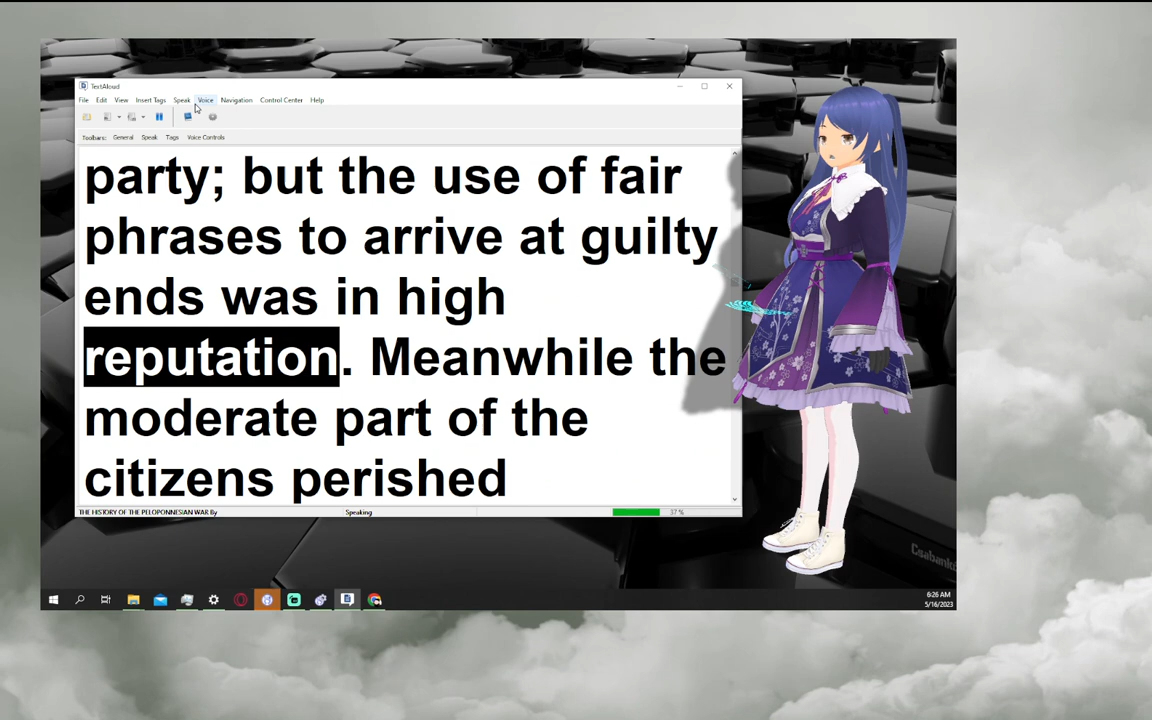 TextAloud
File Edit View Insert Tags Speak Voice Navigation Control Center Help
Toolbars: General Speak Tags Voice Controls
party; but the use of fair
phrases to arrive at guilty
ends was in high
reputation. Meanwhile the
moderate part of the
citizens perished
THE HISTORY OF THE PELOPONNESIAN WAR By Speaking 37 %
6:26 AM
5/16/2023